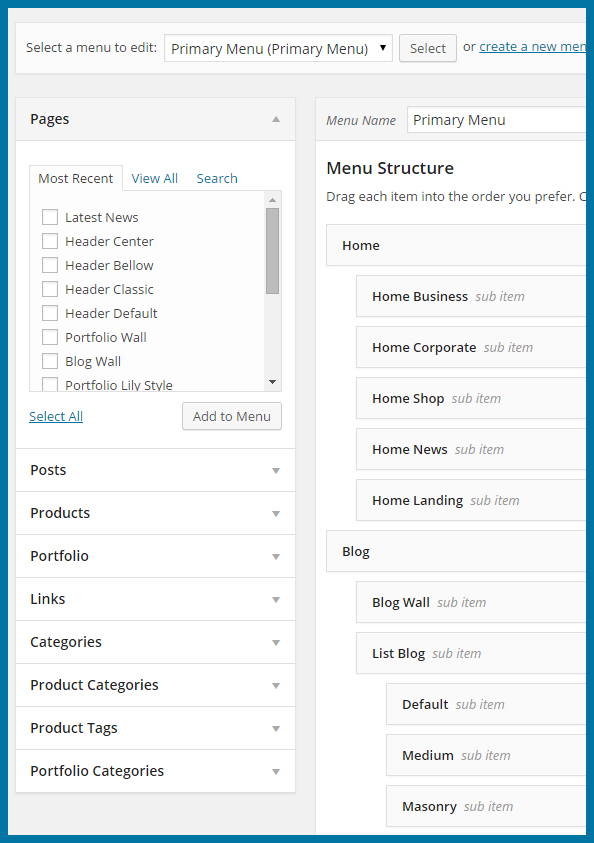 Select a menu to edit: Primary Menu (Primary Menu) Select or create a new men
Pages
Most Recent View All Search
Latest News
Header Center
Header Bellow
Header Classic
Header Default
Portfolio Wall
Blog Wall
Portfolio Lily Style
Select All Add to Menu
Posts
Products
Portfolio
Links
Categories
Product Categories
Product Tags
Portfolio Categories
Menu Name Primary Menu
Menu Structure
Drag each item into the order you prefer. C
Home
Home Business sub item
Home Corporate sub item
Home Shop sub item
Home News sub item
Home Landing sub item
Blog
Blog Wall sub item
List Blog sub item
Default sub item
Medium sub item
Masonry sub item